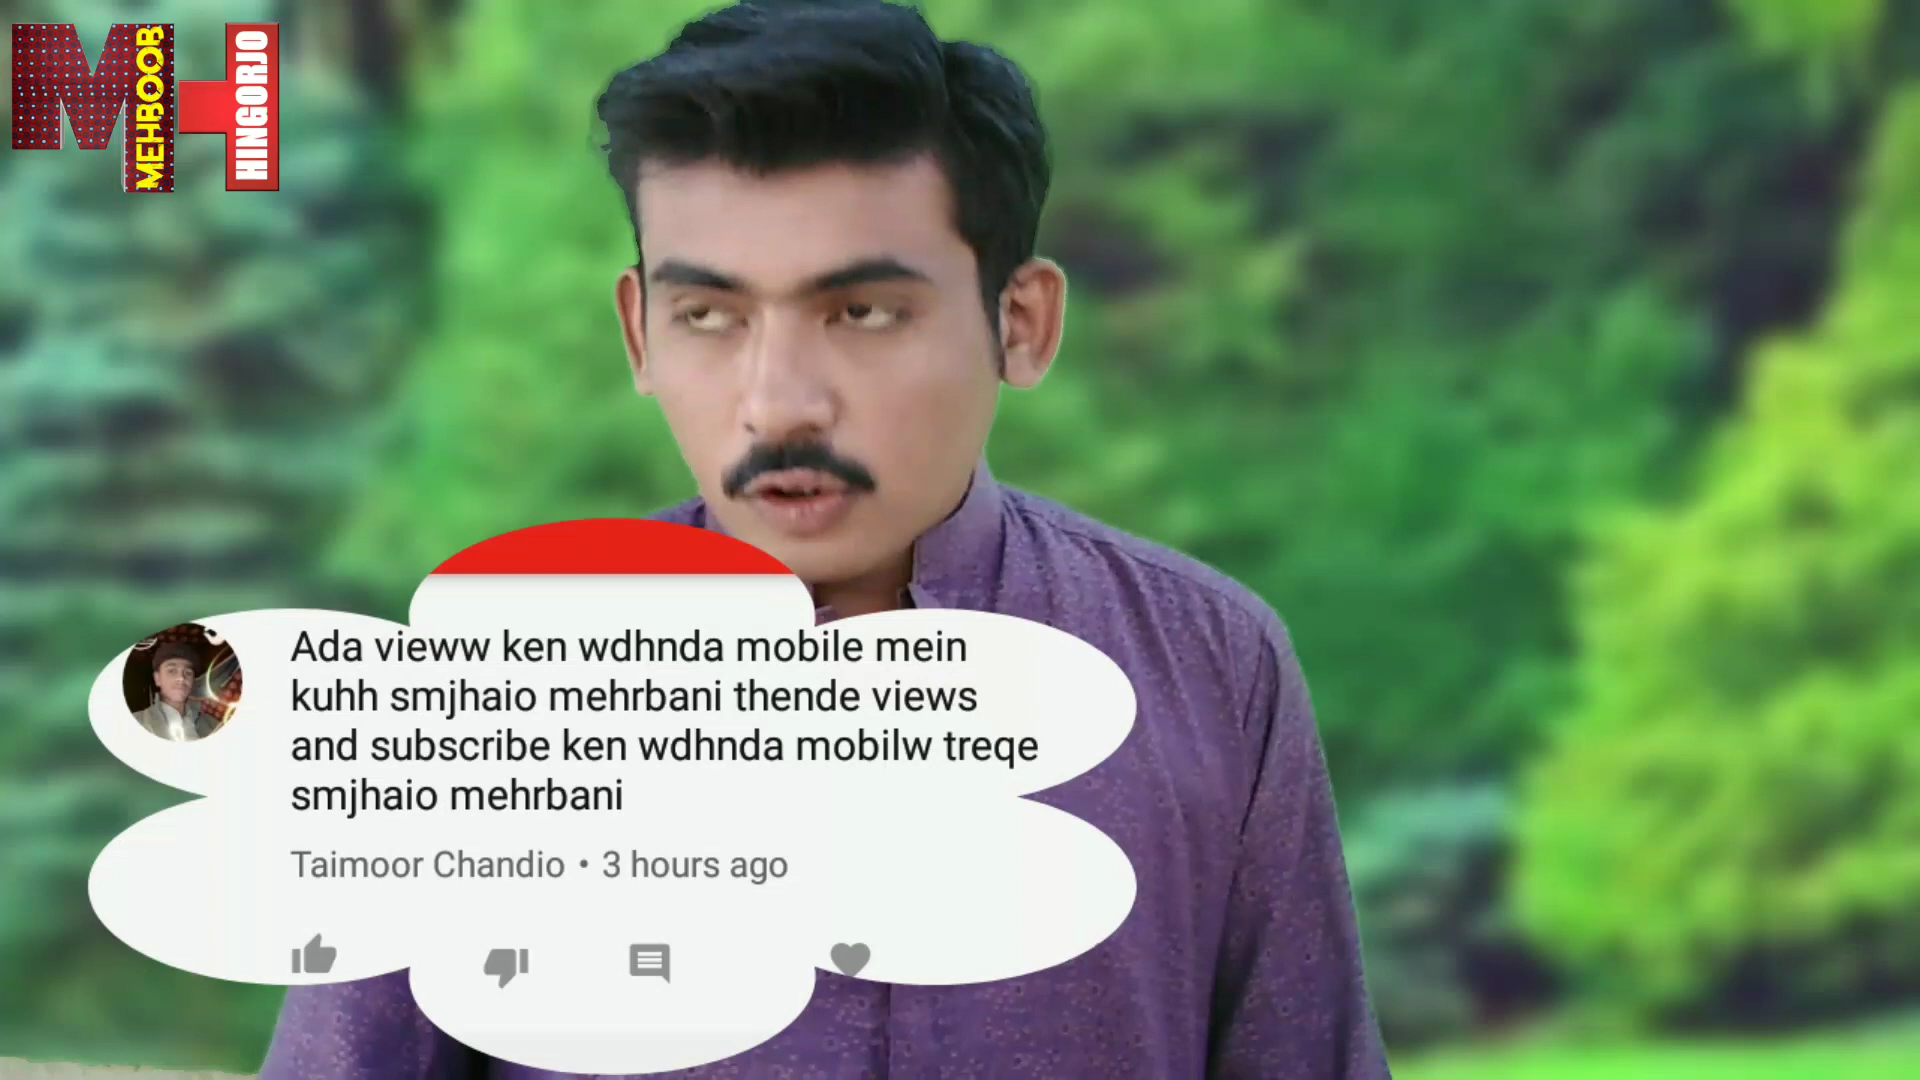 MEHBOOB
HINGORJO
Ada vieww ken wdhnda mobile mein
kuhh smjhaio mehrbani thende views
and subscribe ken wdhnda mobilw treqe
smjhaio mehrbani
Taimoor Chandio • 3 hours ago